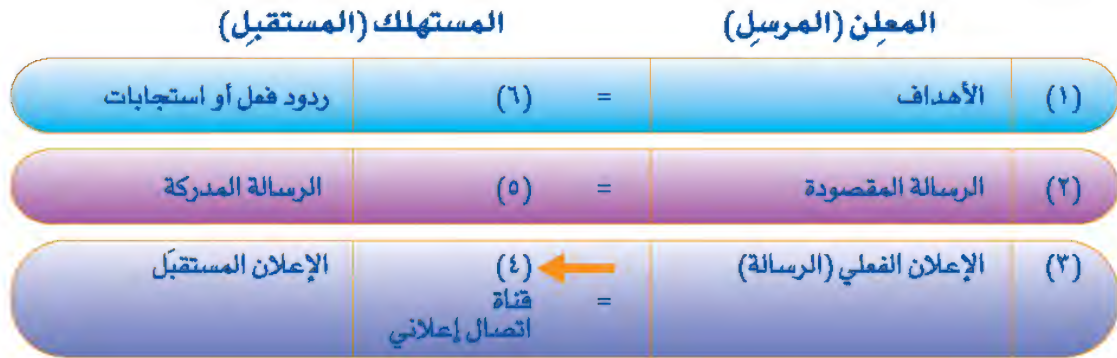 المعلِن (المرسِل) المستهلك (المستقبِل)
(١) الأهداف = (٦) ردود فعل أو استجابات
(٢) الرسالة المقصودة = (٥) الرسالة المدركة
(٣) الإعلان الفعلي (الرسالة) (٤) الإعلان المستقبَل
= قناة
اتصال إعلاني